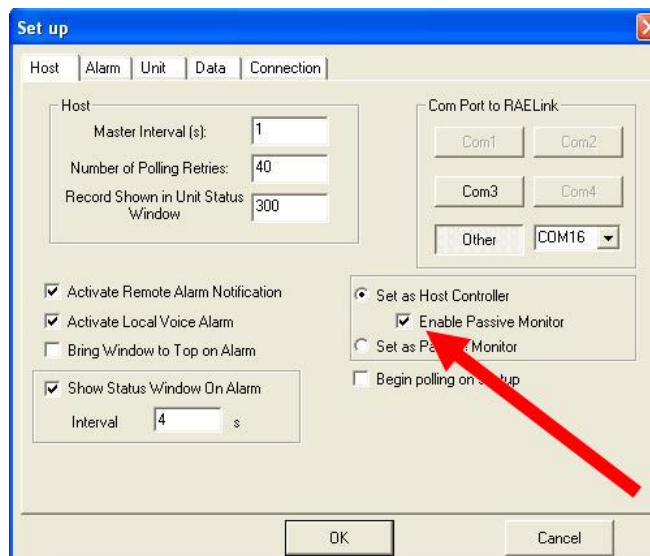 Set up
Host Alarm Unit Data Connection
Host
Master Interval (s): 1
Number of Polling Retries: 40
Record Shown in Unit Status Window 300
Com Port to RAELink
Com1 Com2
Com3 Com4
Other COM16
Activate Remote Alarm Notification
Activate Local Voice Alarm
Bring Window to Top on Alarm
Show Status Window On Alarm
Interval 4 s
Set as Host Controller
Enable Passive Monitor
Set as Monitor
Begin polling on
OK Cancel